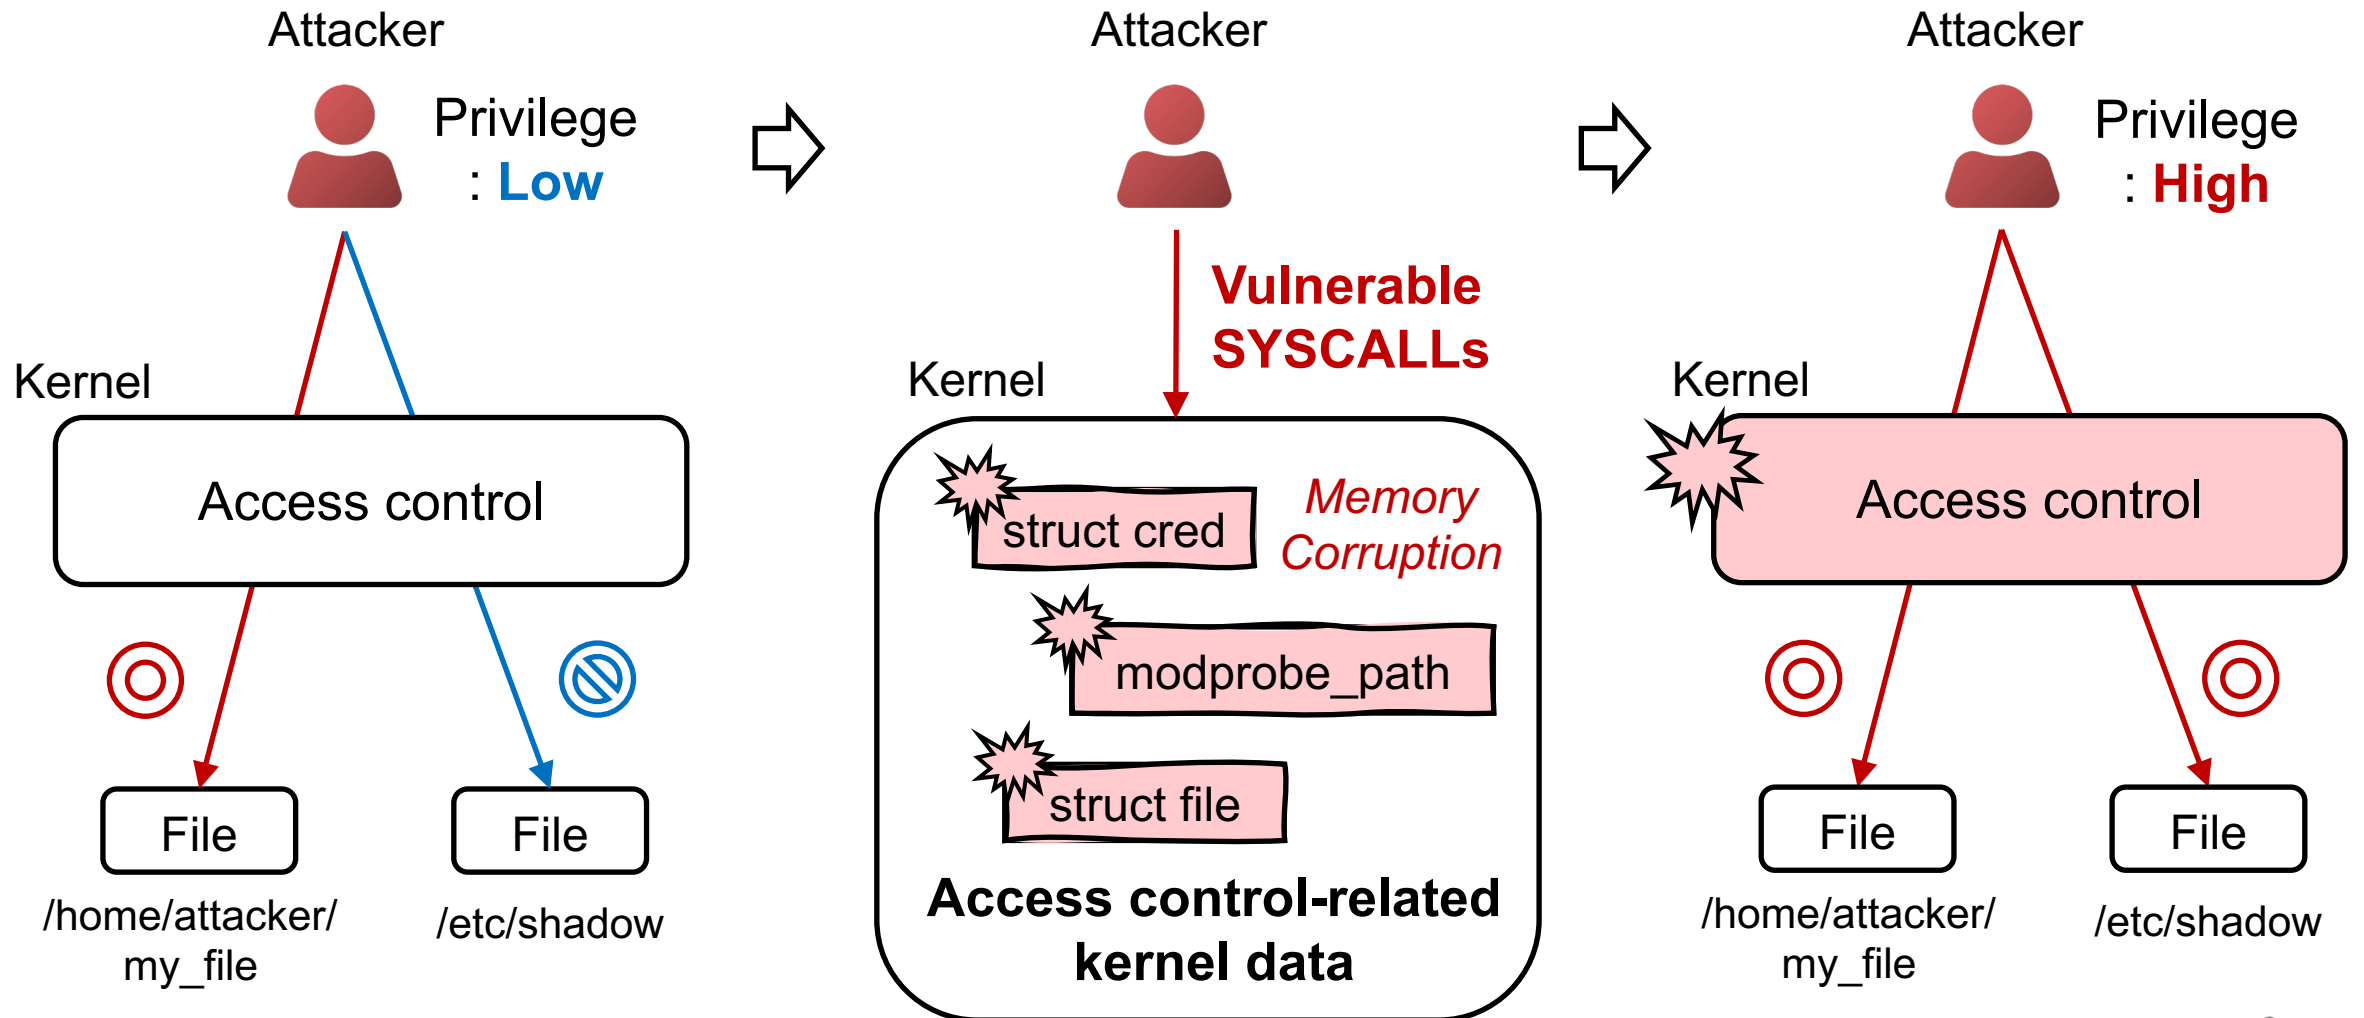 Attacker
Privilege
: Low
Kernel
Access control
File
/home/attacker/
my_file
File
/etc/shadow
Attacker
Vulnerable
SYSCALLs
Kernel
struct cred
Memory
Corruption
modprobe_path
struct file
Access control-related
kernel data
Attacker
Privilege
: High
Kernel
Access control
File
/home/attacker/
my_file
File
/etc/shadow